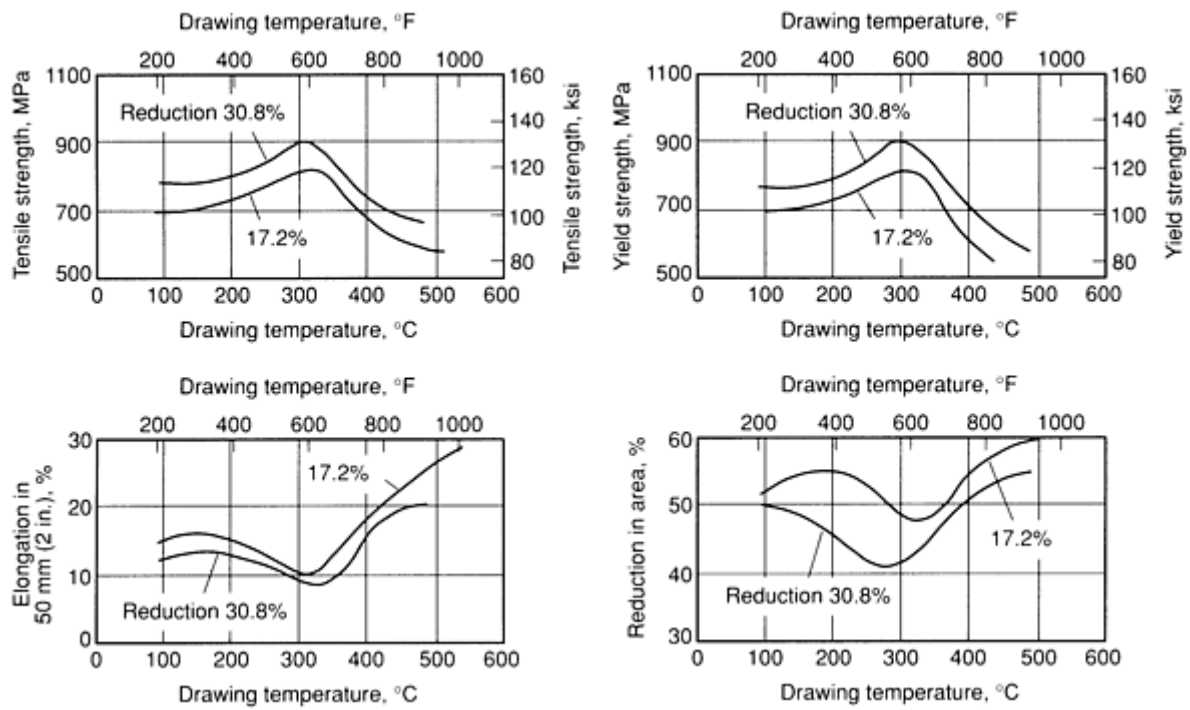 Drawing temperature, °F
200 400 600 800 1000
1100
900
700
500
Tensile strength, MPa
160
140
120
100
80
Tensile strength, ksi
Reduction 30.8%
17.2%
0 100 200 300 400 500 600
Drawing temperature, °C
Drawing temperature, °F
200 400 600 800 1000
1100
900
700
500
Yield strength, MPa
160
140
120
100
80
Yield strength, ksi
Reduction 30.8%
17.2%
0 100 200 300 400 500 600
Drawing temperature, °C
Drawing temperature, °F
200 400 600 800 1000
30
20
10
0
Elongation in
50 mm (2 in.), %
17.2%
Reduction 30.8%
0 100 200 300 400 500 600
Drawing temperature, °C
Drawing temperature, °F
200 400 600 800 1000
60
50
40
30
Reduction in area, %
17.2%
Reduction 30.8%
0 100 200 300 400 500 600
Drawing temperature, °C